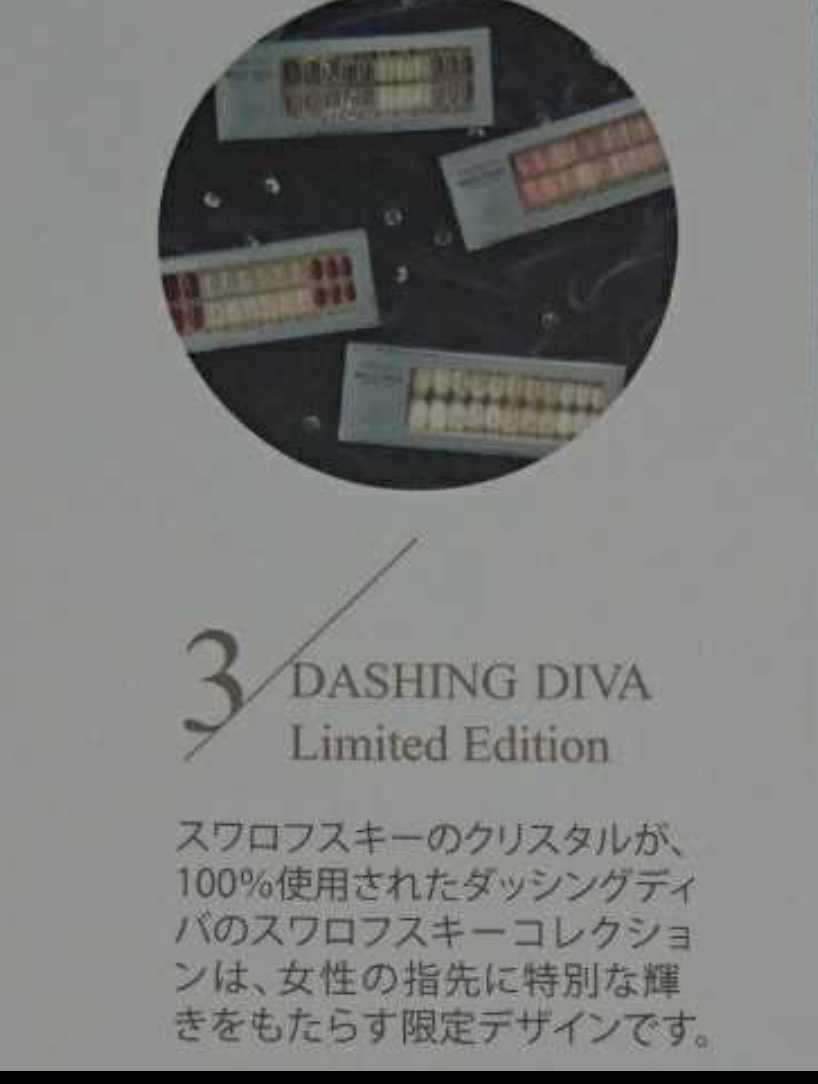 3
DASHING DIVA
Limited Edition
スワロフスキーのクリスタルが、
100%使用されたダッシングディ
バのスワロフスキーコレクショ
ンは、女性の指先に特別な輝
きをもたらす限定デザインです。